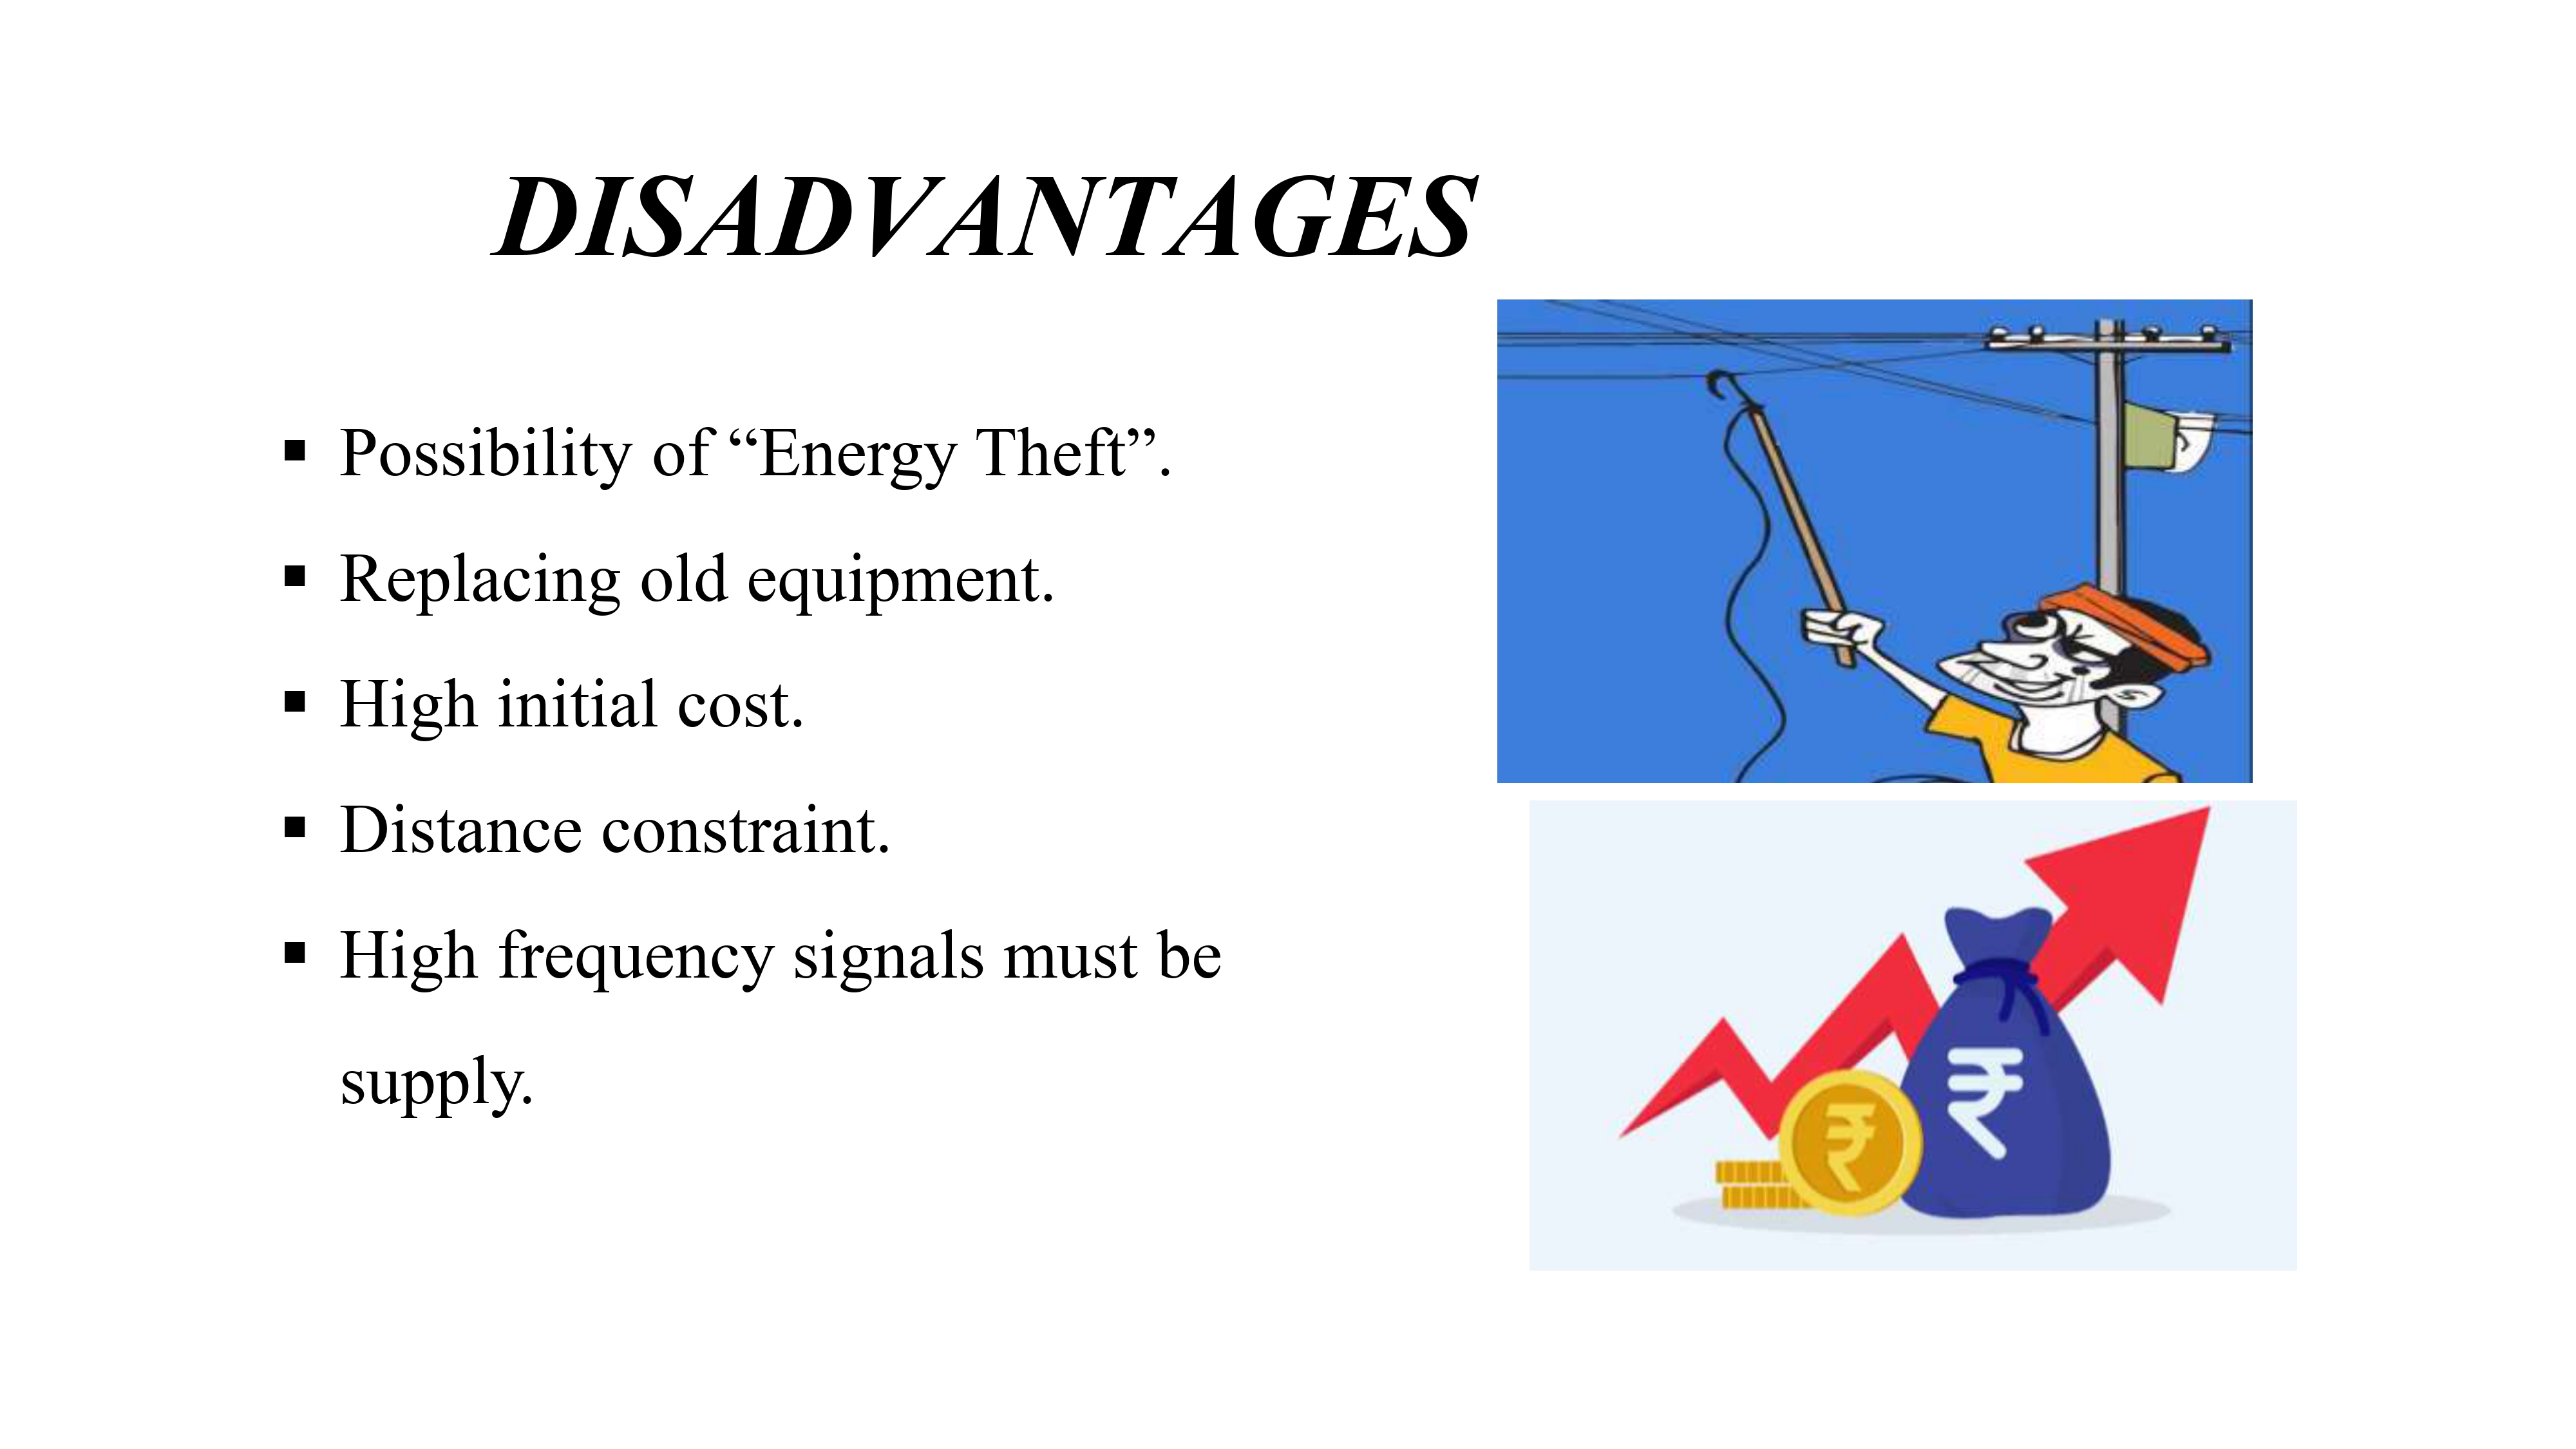 DISADVANTAGES
▪ Possibility of “Energy Theft”.
▪ Replacing old equipment.
▪ High initial cost.
▪ Distance constraint.
▪ High frequency signals must be
supply.
₹
₹